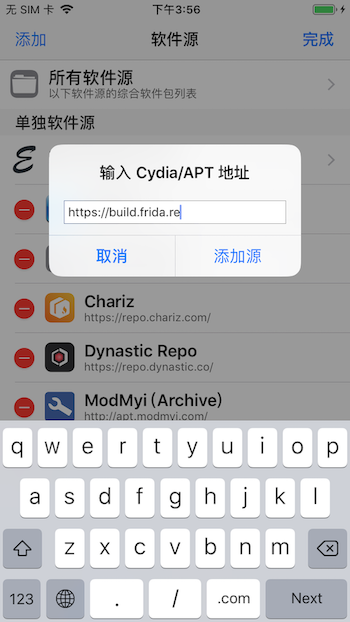 无 SIM 卡
下午3:56
添加
软件源
完成
所有软件源
以下软件源的综合软件包列表
单独软件源
输入 Cydia/APT 地址
https://build.frida.re
取消
添加源
Chariz
https://repo.chariz.com/
Dynastic Repo
https://repo.dynastic.co/
ModMyi (Archive)
http://apt.modmyi.com/
q w e r t y u i o p
a s d f g h j k l
z x c v b n m
123 . / .com Next